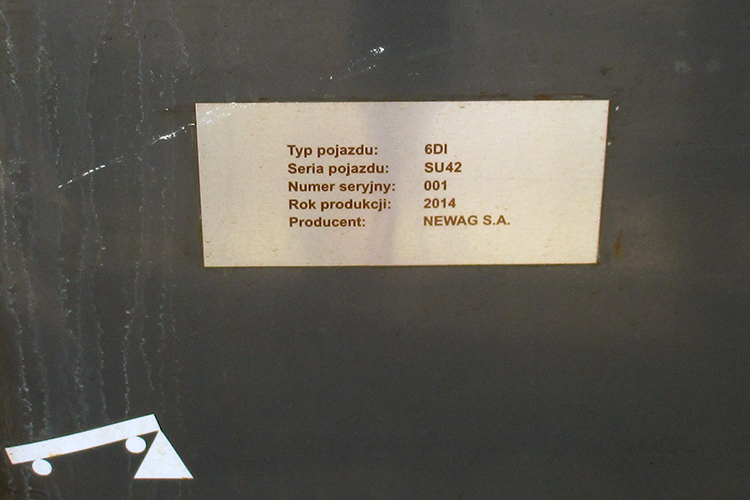 Typ pojazdu: 6DI
Seria pojazdu: SU42
Numer seryjny: 001
Rok produkcji: 2014
Producent: NEWAG S.A.